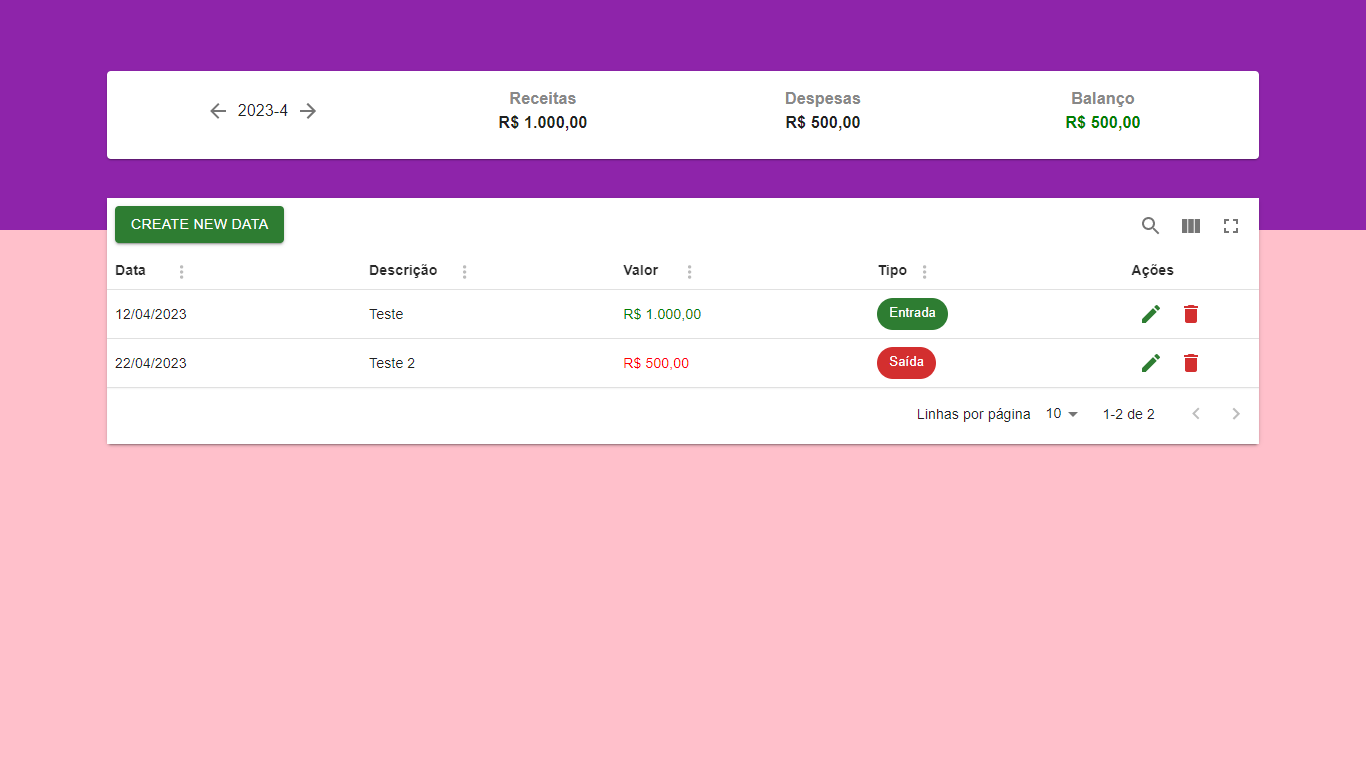 2023-4
Receitas
R$ 1.000,00
Despesas
R$ 500,00
Balanço
R$ 500,00
CREATE NEW DATA
Data Descrição Valor Tipo Ações
12/04/2023 Teste R$ 1.000,00 Entrada
22/04/2023 Teste 2 R$ 500,00 Saída
Linhas por página 10 1-2 de 2